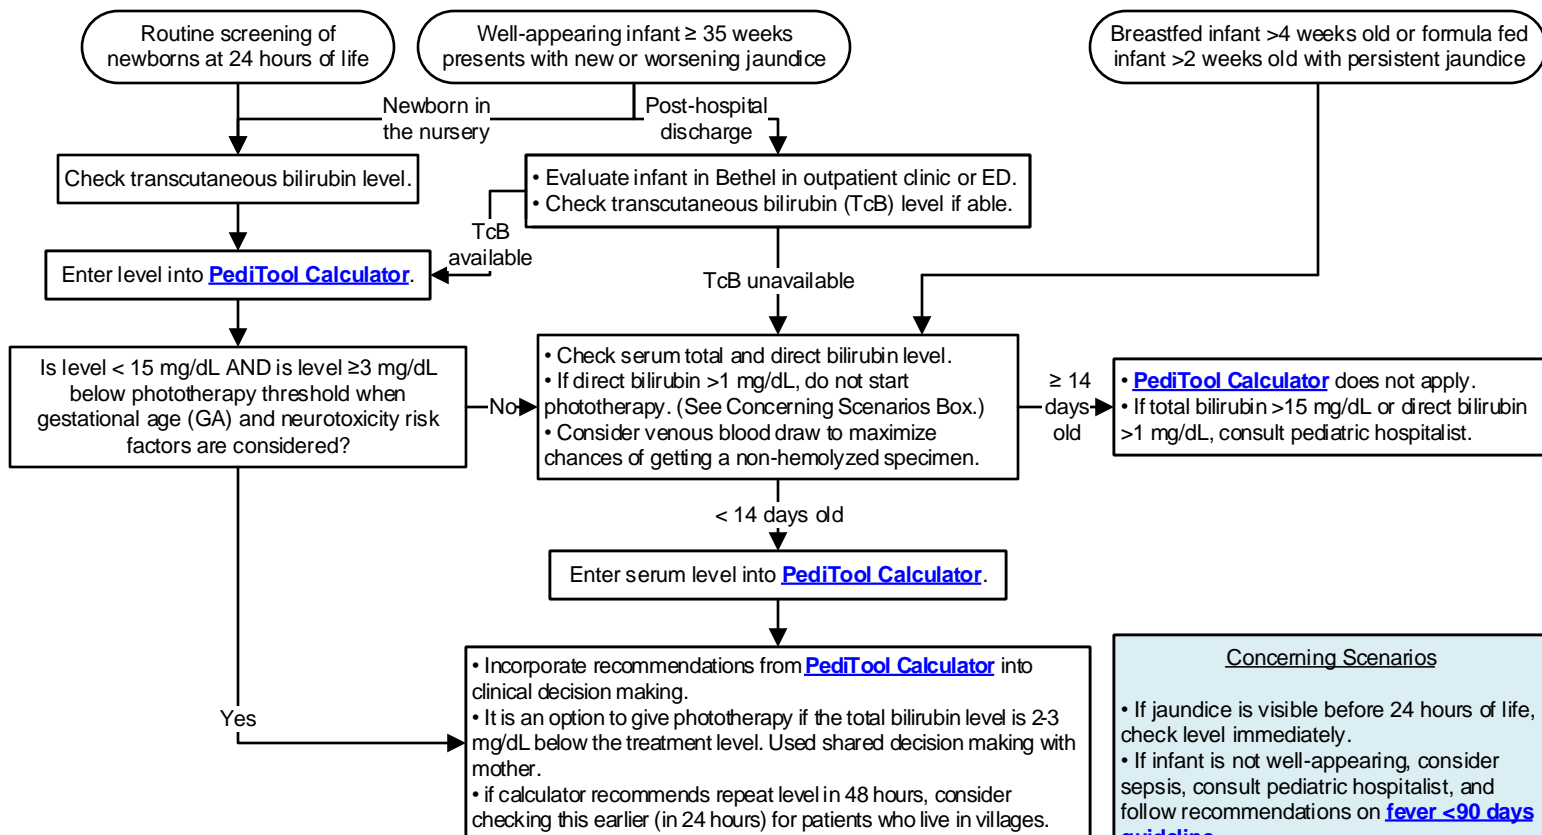 Routine screening of
newborns at 24 hours of life
Well-appearing infant ≥ 35 weeks
presents with new or worsening jaundice
Breastfed infant >4 weeks old or formula fed
infant >2 weeks old with persistent jaundice
Newborn in
the nursery
Post-hospital
discharge
Check transcutaneous bilirubin level.
• Evaluate infant in Bethel in outpatient clinic or ED.
• Check transcutaneous bilirubin (TcB) level if able.
TcB
available
Enter level into PediTool Calculator.
TcB unavailable
Is level < 15 mg/dL AND is level ≥3 mg/dL
below phototherapy threshold when
gestational age (GA) and neurotoxicity risk
factors are considered?
No
• Check serum total and direct bilirubin level.
• If direct bilirubin >1 mg/dL, do not start
phototherapy. (See Concerning Scenarios Box.)
• Consider venous blood draw to maximize
chances of getting a non-hemolyzed specimen.
≥ 14
days
old
• PediTool Calculator does not apply.
• If total bilirubin >15 mg/dL or direct bilirubin
>1 mg/dL, consult pediatric hospitalist.
< 14 days old
Enter serum level into PediTool Calculator.
Yes
• Incorporate recommendations from PediTool Calculator into
clinical decision making.
• It is an option to give phototherapy if the total bilirubin level is 2-3
mg/dL below the treatment level. Used shared decision making with
mother.
• if calculator recommends repeat level in 48 hours, consider
checking this earlier (in 24 hours) for patients who live in villages.
Concerning Scenarios
• If jaundice is visible before 24 hours of life,
check level immediately.
• If infant is not well-appearing, consider
sepsis, consult pediatric hospitalist, and
follow recommendations on fever <90 days
guideline